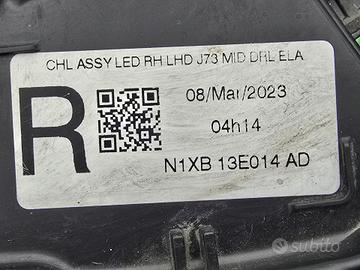 CHL ASSY LED RH LHD J73 MID DRL ELA
R
08/Mar/2023
04h14
N1XB 13E014 AD
subito